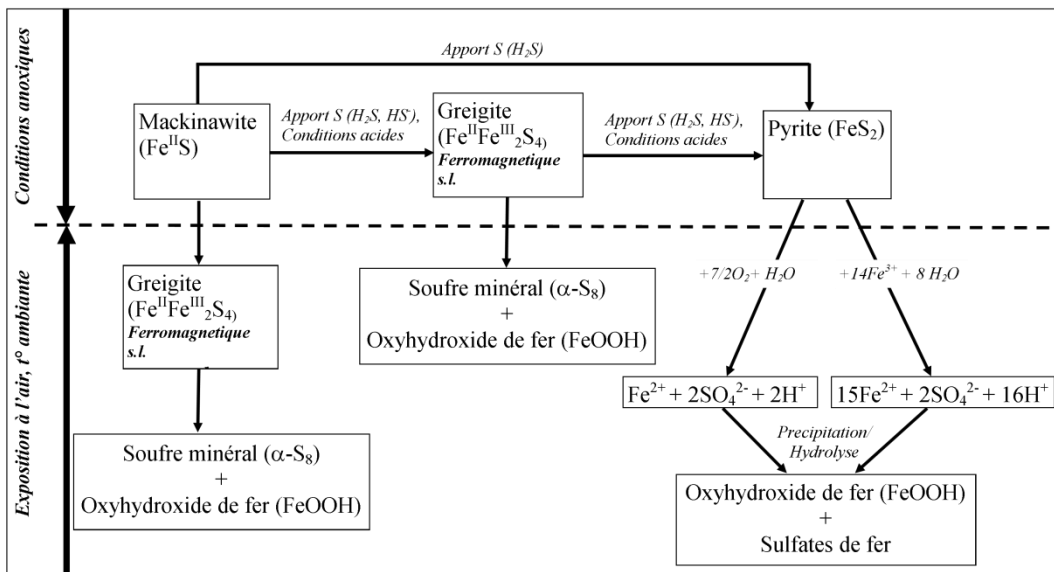 Conditions anoxiques
Apport S (H₂S)
Mackinawite
(FeᴵᴵS)
Apport S (H₂S, HS⁻),
Conditions acides
Greigite
(FeᴵᴵFeᴵᴵᴵ₂S₄)
Ferromagnetique
s.l.
Apport S (H₂S, HS⁻),
Conditions acides
Pyrite (FeS₂)
Exposition à l'air, t° ambiante
Greigite
(FeᴵᴵFeᴵᴵᴵ₂S₄)
Ferromagnetique
s.l.
Soufre minéral (α-S₈)
+
Oxyhydroxide de fer (FeOOH)
Soufre minéral (α-S₈)
+
Oxyhydroxide de fer (FeOOH)
+7/2O₂+ H₂O
+14Fe³⁺ + 8 H₂O
Fe²⁺ + 2SO₄²⁻ + 2H⁺
15Fe²⁺ + 2SO₄²⁻ + 16H⁺
Precipitation/
Hydrolyse
Oxyhydroxide de fer (FeOOH)
+
Sulfates de fer